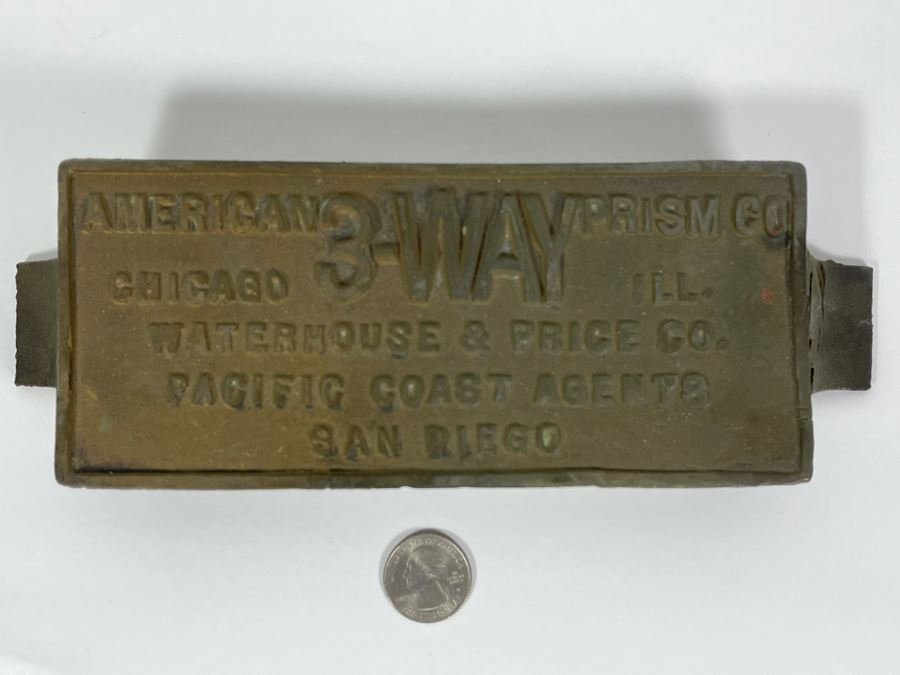 AMERICAN 3-WAY PRISM CO
CHICAGO ILL.
WATERHOUSE & PRICE CO.
PACIFIC COAST AGENTS
SAN DIEGO